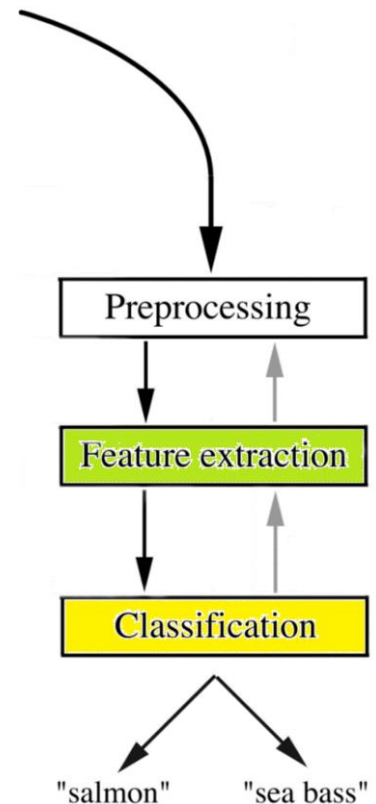 Preprocessing
Feature extraction
Classification
"salmon" "sea bass"